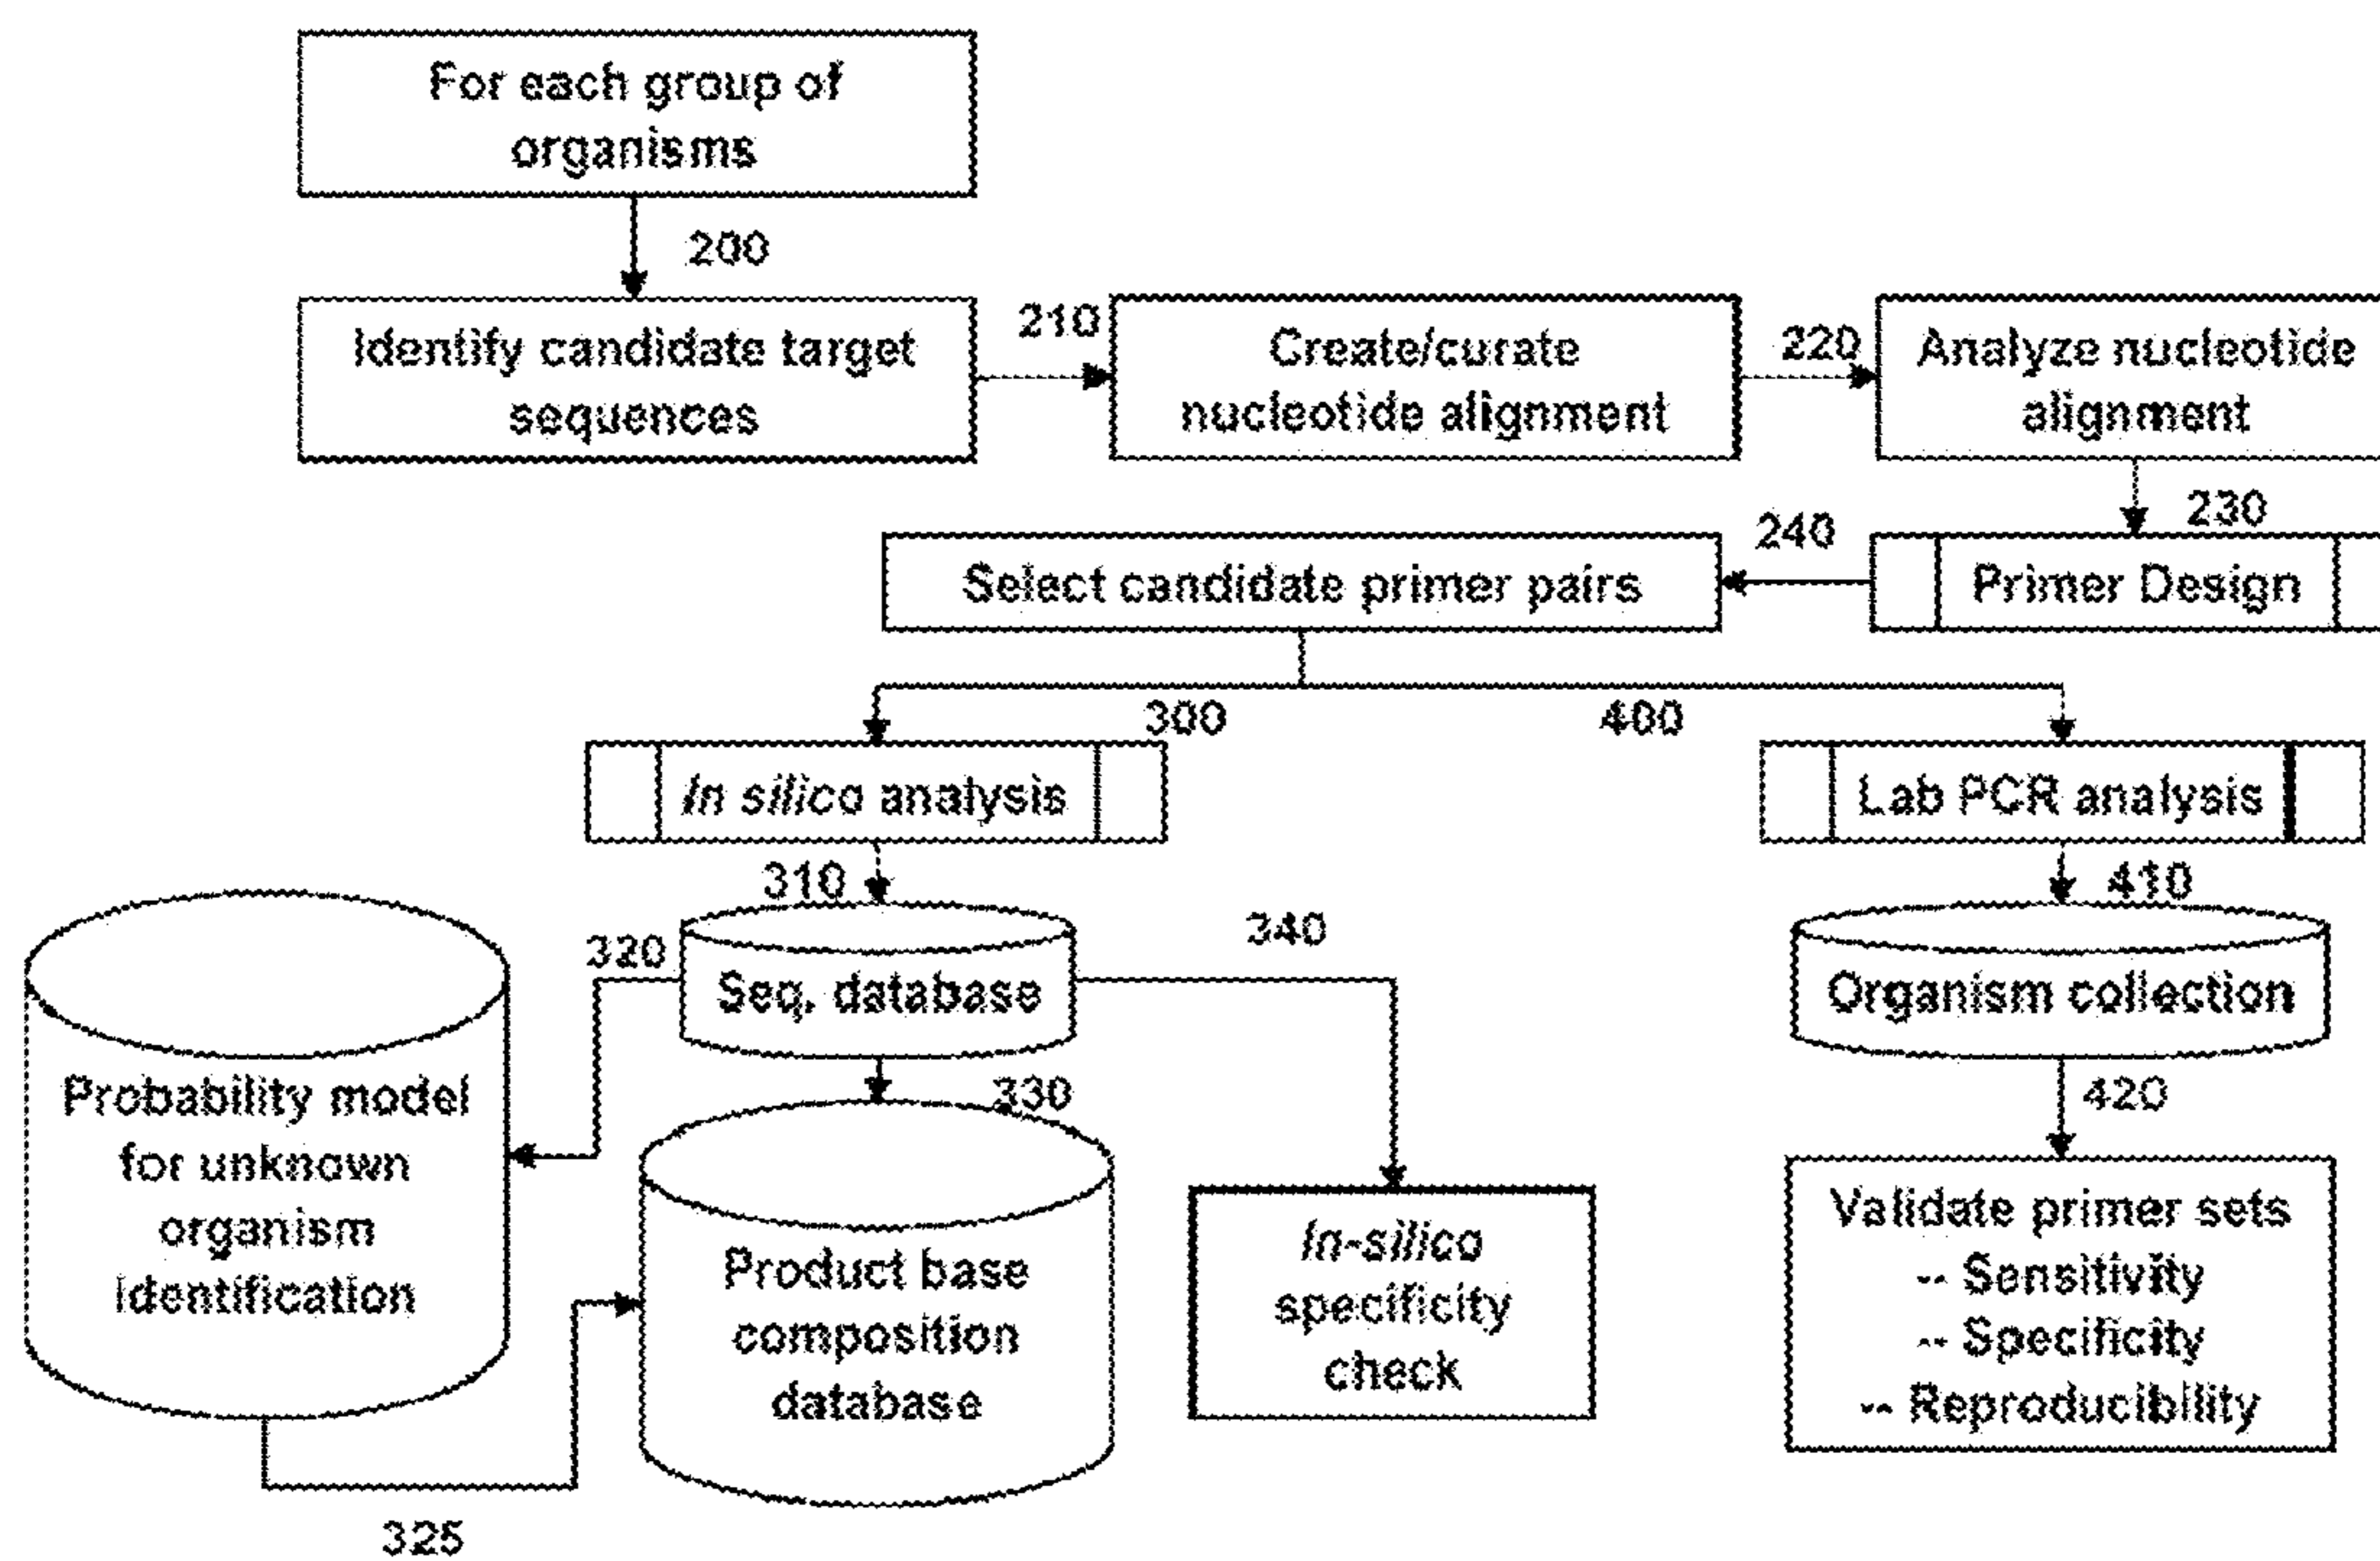 For each group of
organisms
200
Identify candidate target
sequences
210
Create/curate
nucleotide alignment
220
Analyze nucleotide
alignment
230
Primer Design
240
Select candidate primer pairs
300
400
In silico analysis
Lab PCR analysis
310
410
320
Seq. database
340
Organism collection
330
420
Probability model
for unknown
organism
identification
Product base
composition
database
In-silico
specificity
check
Validate primer sets
-- Sensitivity
-- Specificity
-- Reproducibility
325